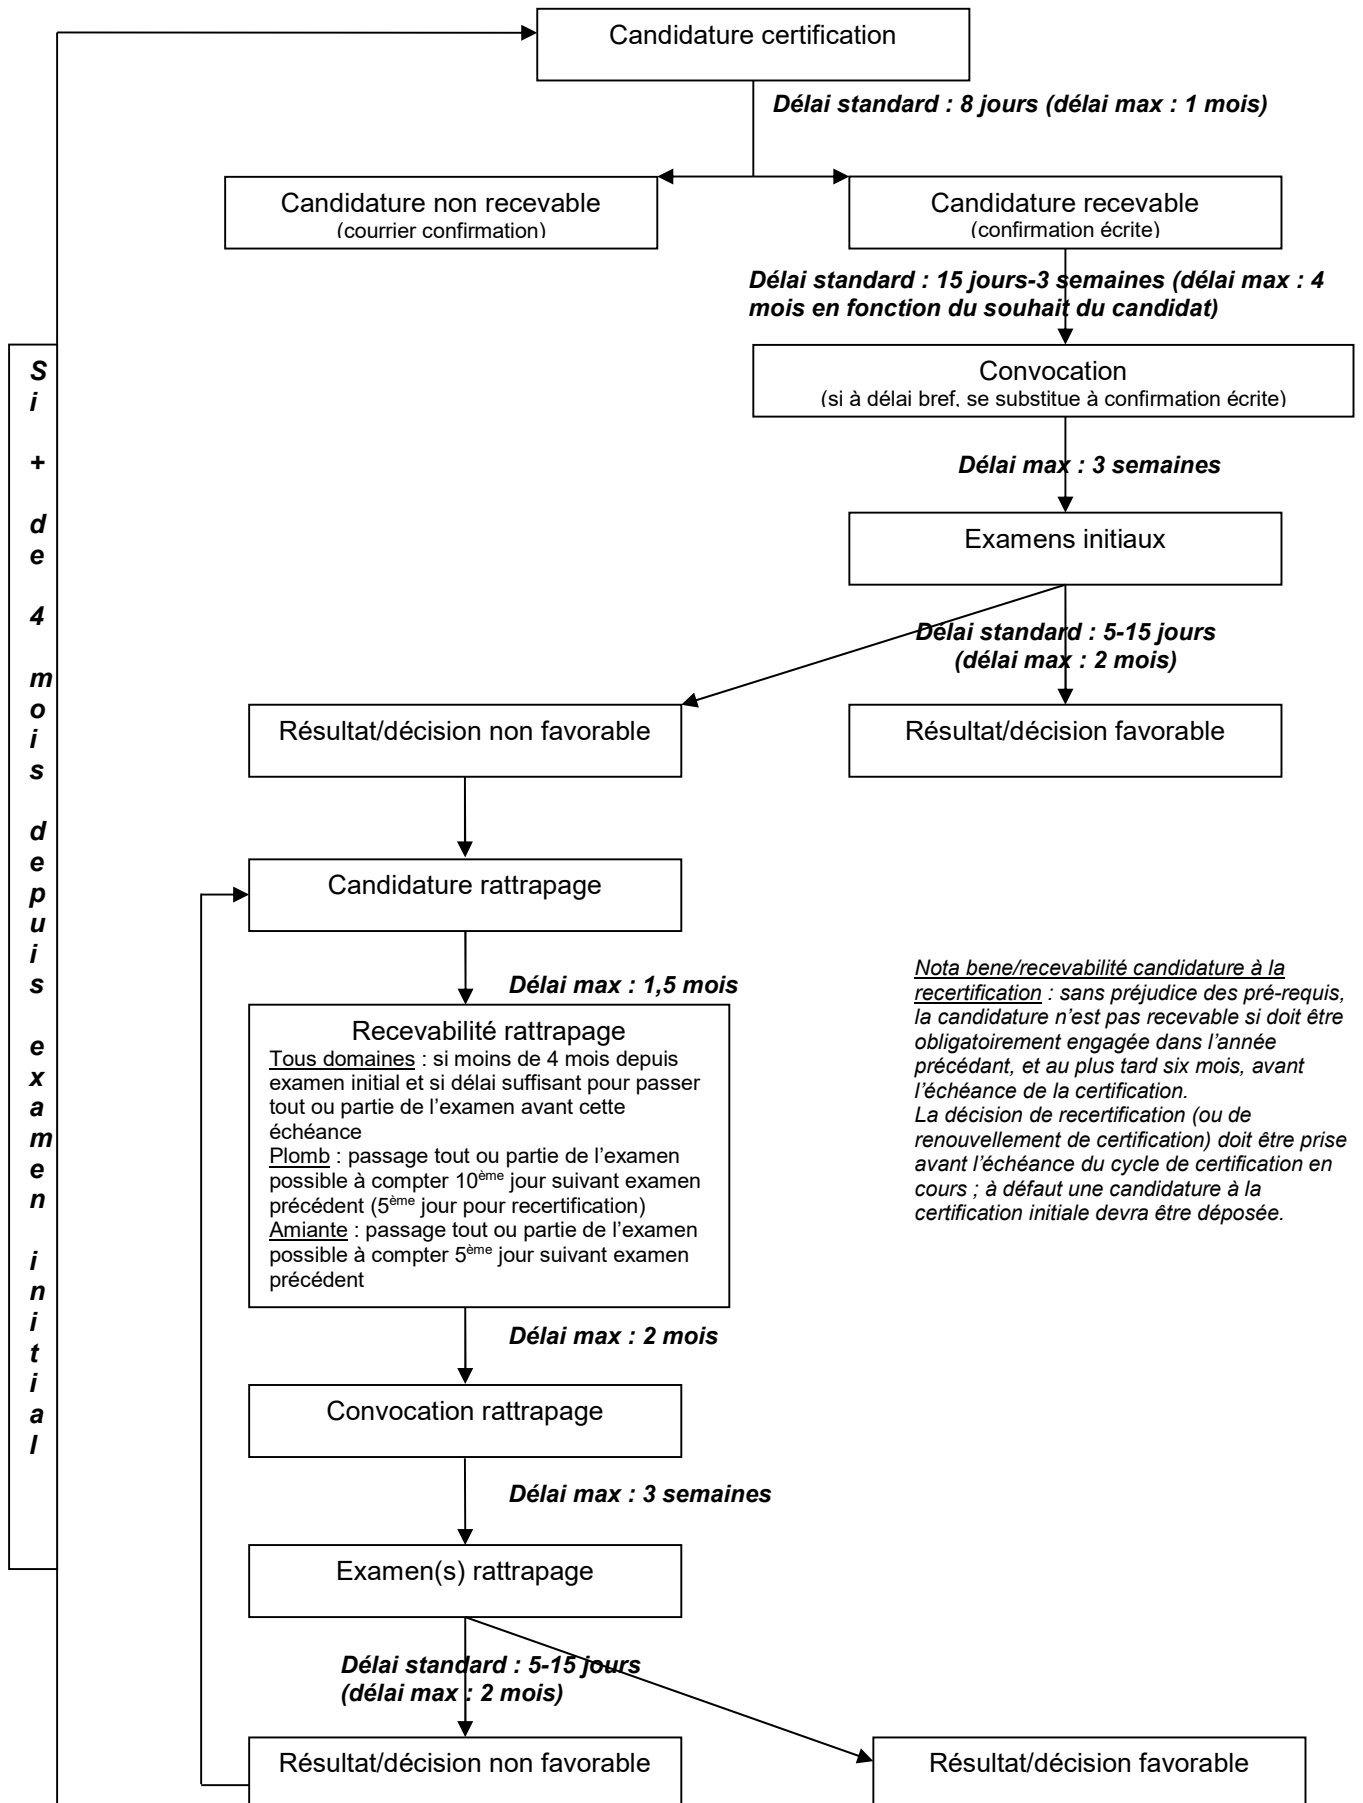 Candidature certification
Délai standard : 8 jours (délai max : 1 mois)
Candidature non recevable
(courrier confirmation)
Candidature recevable
(confirmation écrite)
Délai standard : 15 jours-3 semaines (délai max : 4
mois en fonction du souhait du candidat)
Convocation
(si à délai bref, se substitue à confirmation écrite)
Délai max : 3 semaines
Examens initiaux
Délai standard : 5-15 jours
(délai max : 2 mois)
Résultat/décision non favorable
Résultat/décision favorable
Candidature rattrapage
Délai max : 1,5 mois
Recevabilité rattrapage
Tous domaines : si moins de 4 mois depuis
examen initial et si délai suffisant pour passer
tout ou partie de l'examen avant cette
échéance
Plomb : passage tout ou partie de l'examen
possible à compter 10ème jour suivant examen
précédent (5ème jour pour recertification)
Amiante : passage tout ou partie de l'examen
possible à compter 5ème jour suivant examen
précédent
Nota bene/recevabilité candidature à la
recertification : sans préjudice des pré-requis,
la candidature n'est pas recevable si doit être
obligatoirement engagée dans l'année
précédant, et au plus tard six mois, avant
l'échéance de la certification.
La décision de recertification (ou de
renouvellement de certification) doit être prise
avant l'échéance du cycle de certification en
cours ; à défaut une candidature à la
certification initiale devra être déposée.
Délai max : 2 mois
Convocation rattrapage
Délai max : 3 semaines
Examen(s) rattrapage
Délai standard : 5-15 jours
(délai max : 2 mois)
Résultat/décision non favorable
Résultat/décision favorable
Si + de 4 mois depuis examen initial